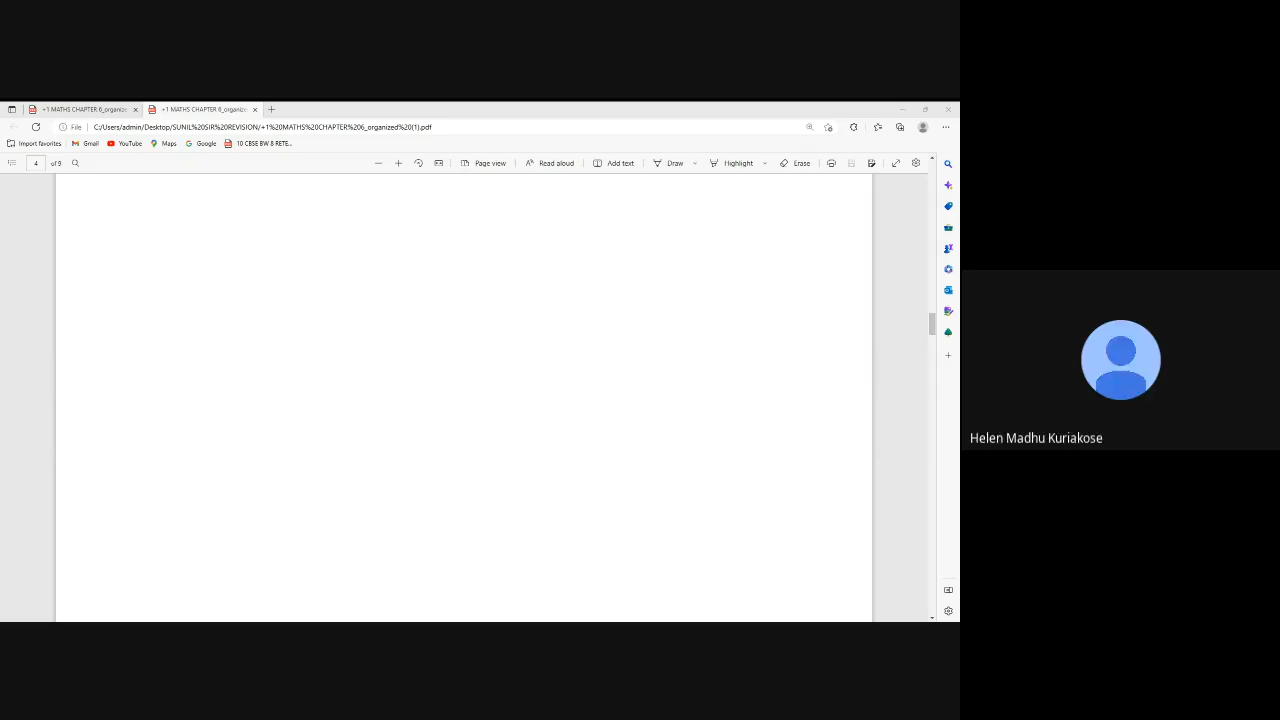 +1 MATHS CHAPTER 6_organize
+1 MATHS CHAPTER 6_organize
File
C:/Users/admin/Desktop/SUNIL%20SIR%20REVISION/+1%20MATHS%20CHAPTER%206_organized%20(1).pdf
Import favorites
Gmail
YouTube
Maps
Google
10 CBSE BW 8 - RETE...
4 of 9
Page view
Read aloud
Add text
Draw
Highlight
Erase
Helen Madhu Kuriakose